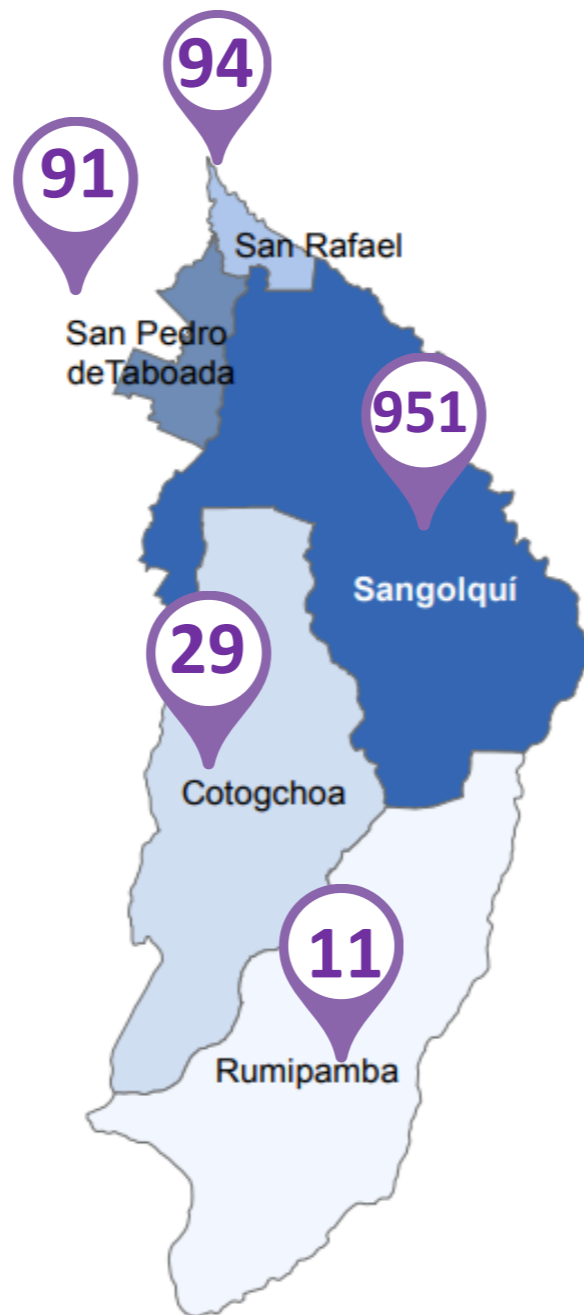 94
91
San Rafael
San Pedro
deTaboada
951
Sangolquí
29
Cotogchoa
11
Rumipamba